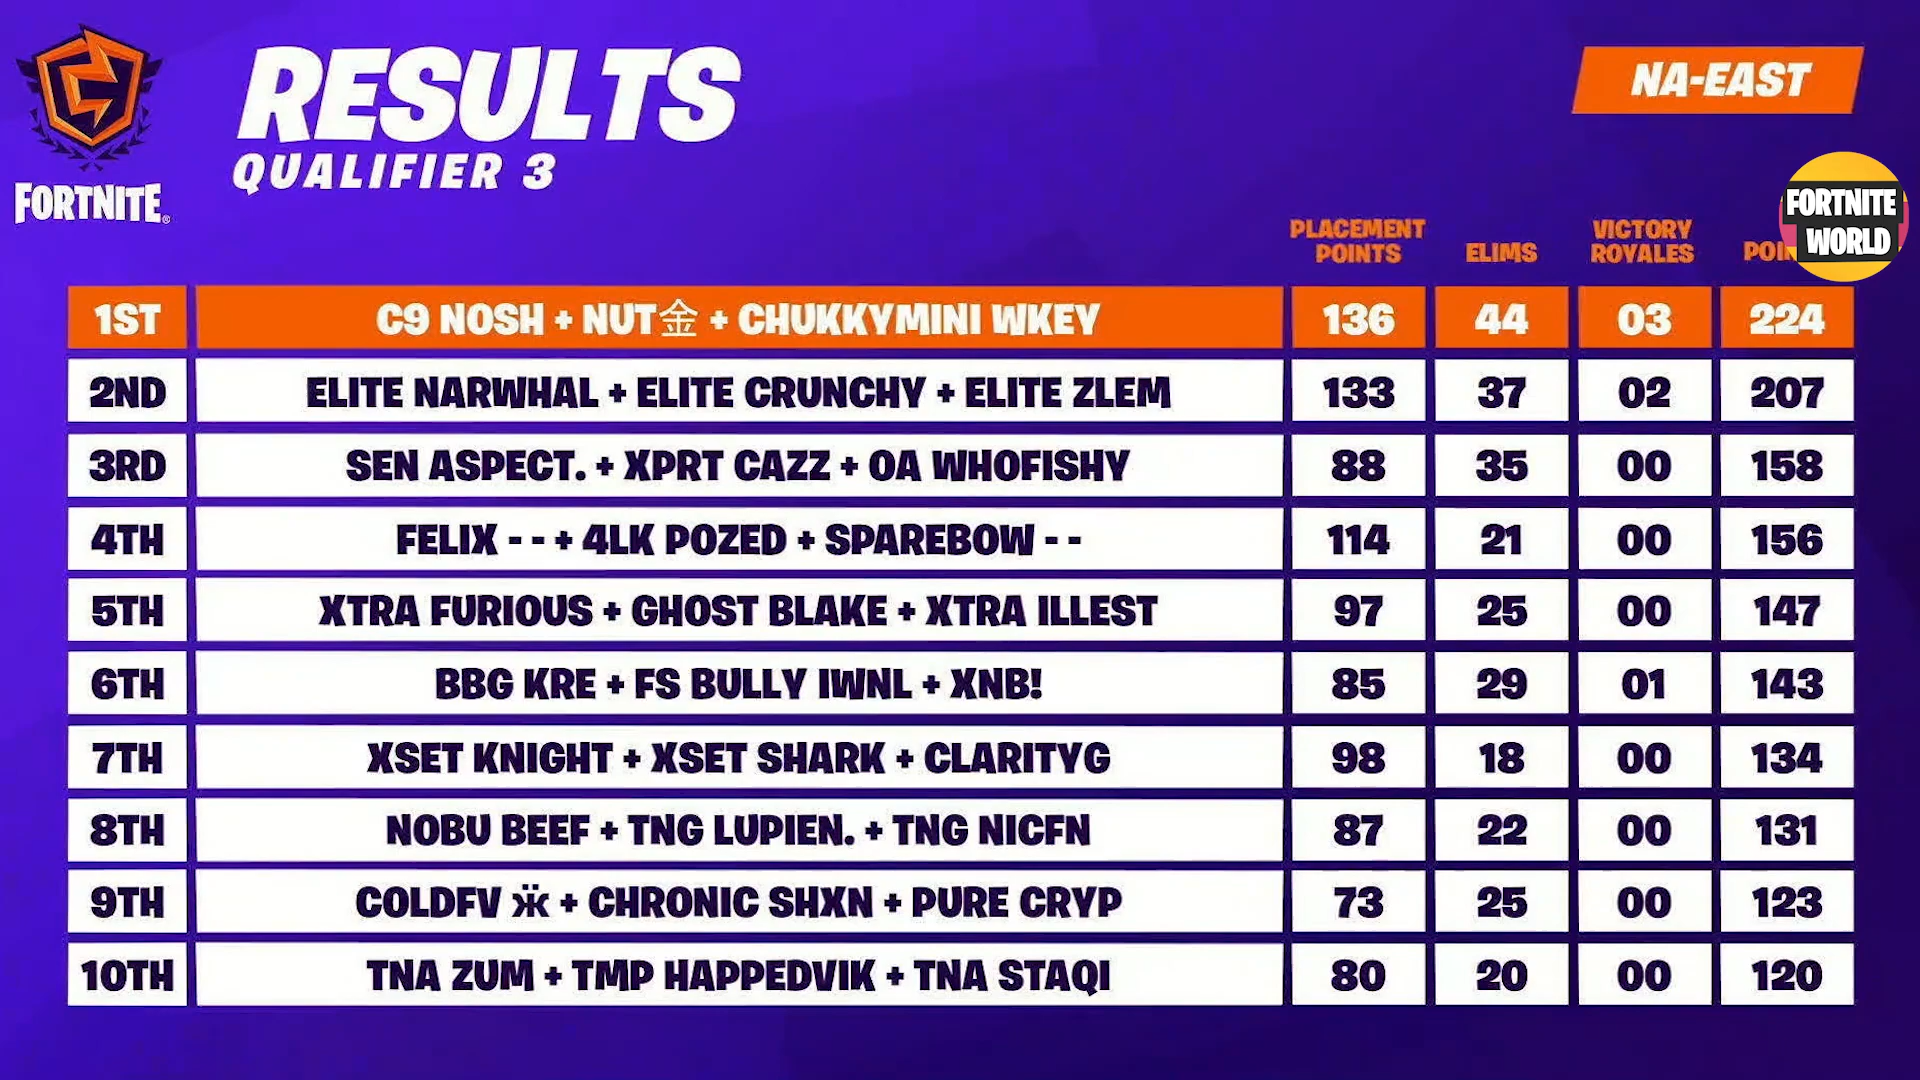 RESULTS
QUALIFIER 3
NA-EAST
FORTNITE
FORTNITE
WORLD
PLACEMENT POINTS ELIMS VICTORY ROYALES
1ST C9 NOSH + NUT金 + CHUKKYMINI WKEY 136 44 03 224
2ND ELITE NARWHAL + ELITE CRUNCHY + ELITE ZLEM 133 37 02 207
3RD SEN ASPECT. + XPRT CAZZ + OA WHOFISHY 88 35 00 158
4TH FELIX - - + 4LK POZED + SPAREBOW - - 114 21 00 156
5TH XTRA FURIOUS + GHOST BLAKE + XTRA ILLEST 97 25 00 147
6TH BBG KRE + FS BULLY IWNL + XNB! 85 29 01 143
7TH XSET KNIGHT + XSET SHARK + CLARITYG 98 18 00 134
8TH NOBU BEEF + TNG LUPIEN. + TNG NICFN 87 22 00 131
9TH COLDFV Ӝ + CHRONIC SHXN + PURE CRYP 73 25 00 123
10TH TNA ZUM + TMP HAPPEDVIK + TNA STAQI 80 20 00 120